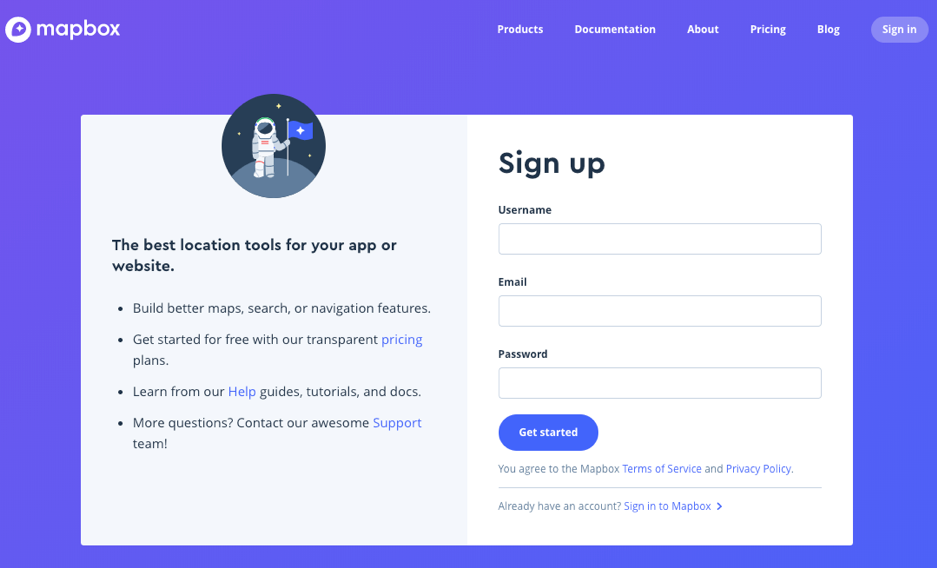 mapbox
Products
Documentation
About
Pricing
Blog
Sign in
The best location tools for your app or
website.
• Build better maps, search, or navigation features.
• Get started for free with our transparent pricing
plans.
• Learn from our Help guides, tutorials, and docs.
• More questions? Contact our awesome Support
team!
Sign up
Username
Email
Password
Get started
You agree to the Mapbox Terms of Service and Privacy Policy.
Already have an account? Sign in to Mapbox